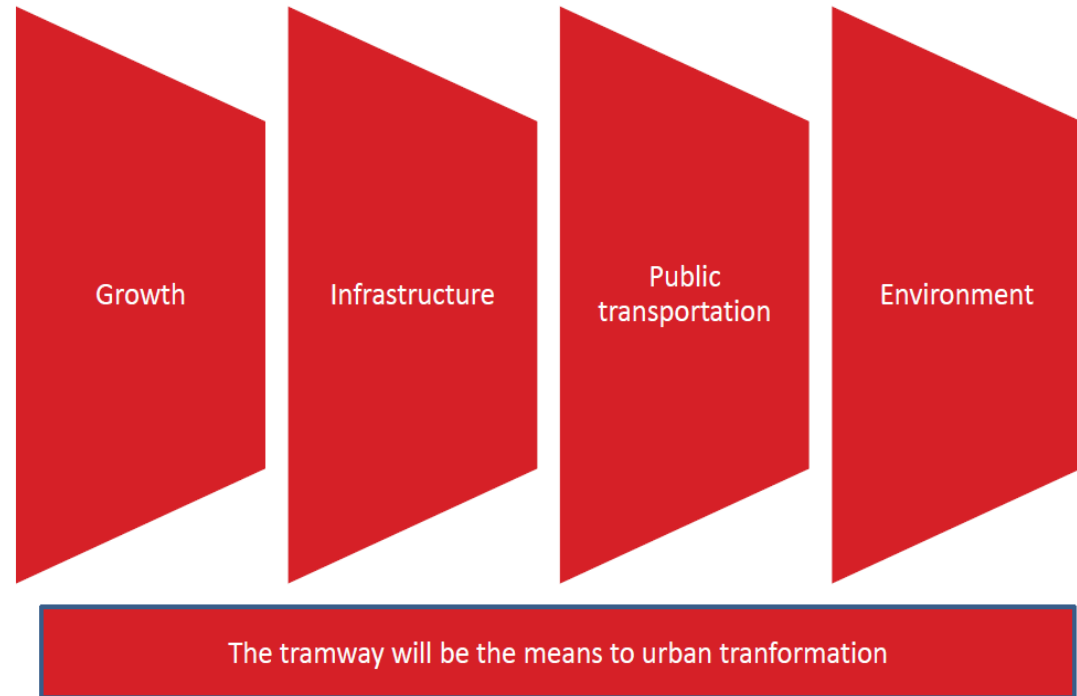 Growth
Infrastructure
Public
transportation
Environment
The tramway will be the means to urban tranformation